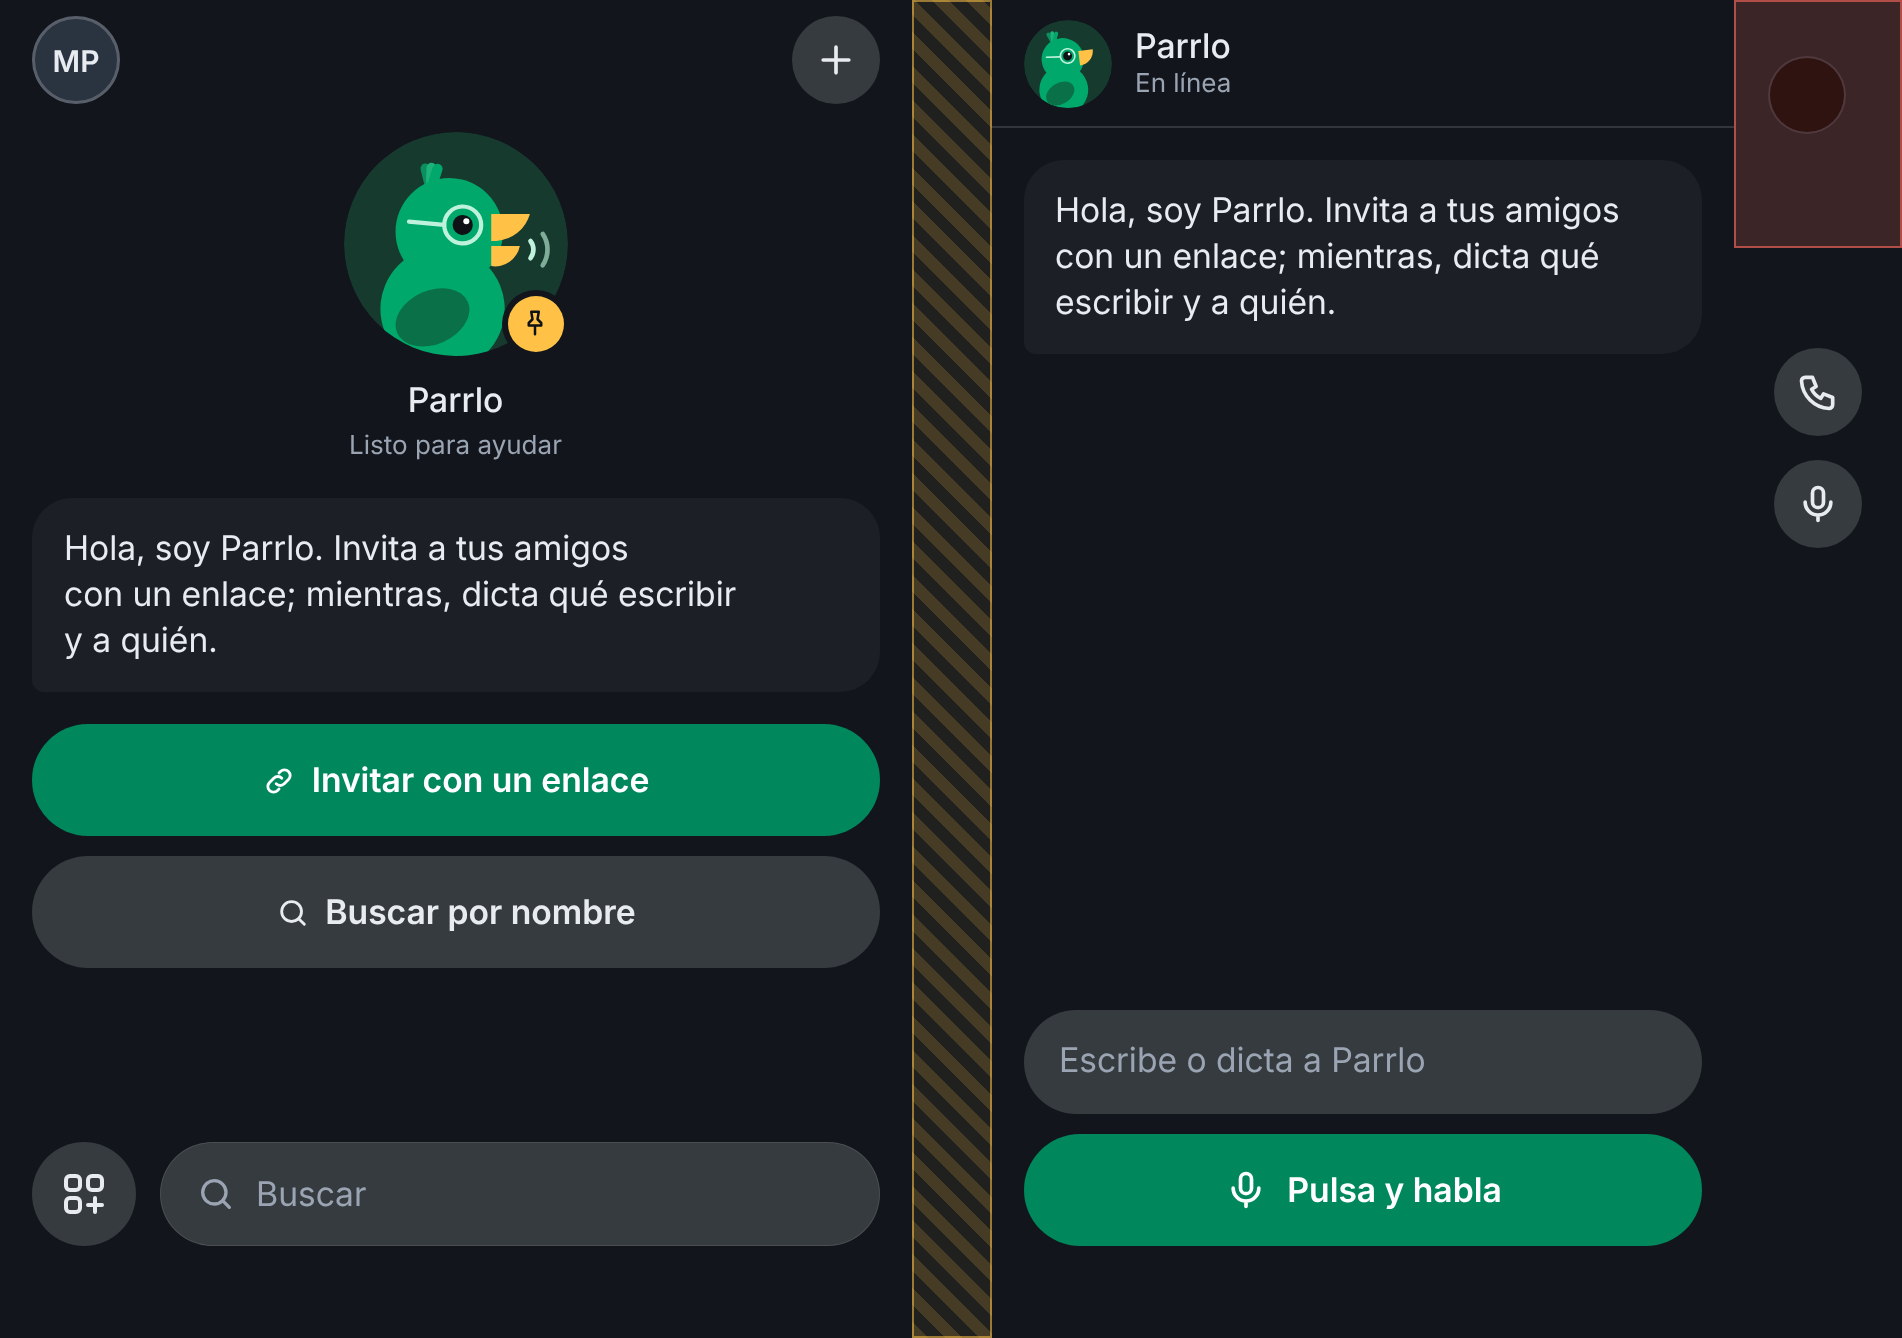 MP
Parrlo
Listo para ayudar
Hola, soy Parrlo. Invita a tus amigos
con un enlace; mientras, dicta qué escribir
y a quién.
Invitar con un enlace
Buscar por nombre
Buscar
Parrlo
En línea
Hola, soy Parrlo. Invita a tus amigos
con un enlace; mientras, dicta qué
escribir y a quién.
Escribe o dicta a Parrlo
Pulsa y habla